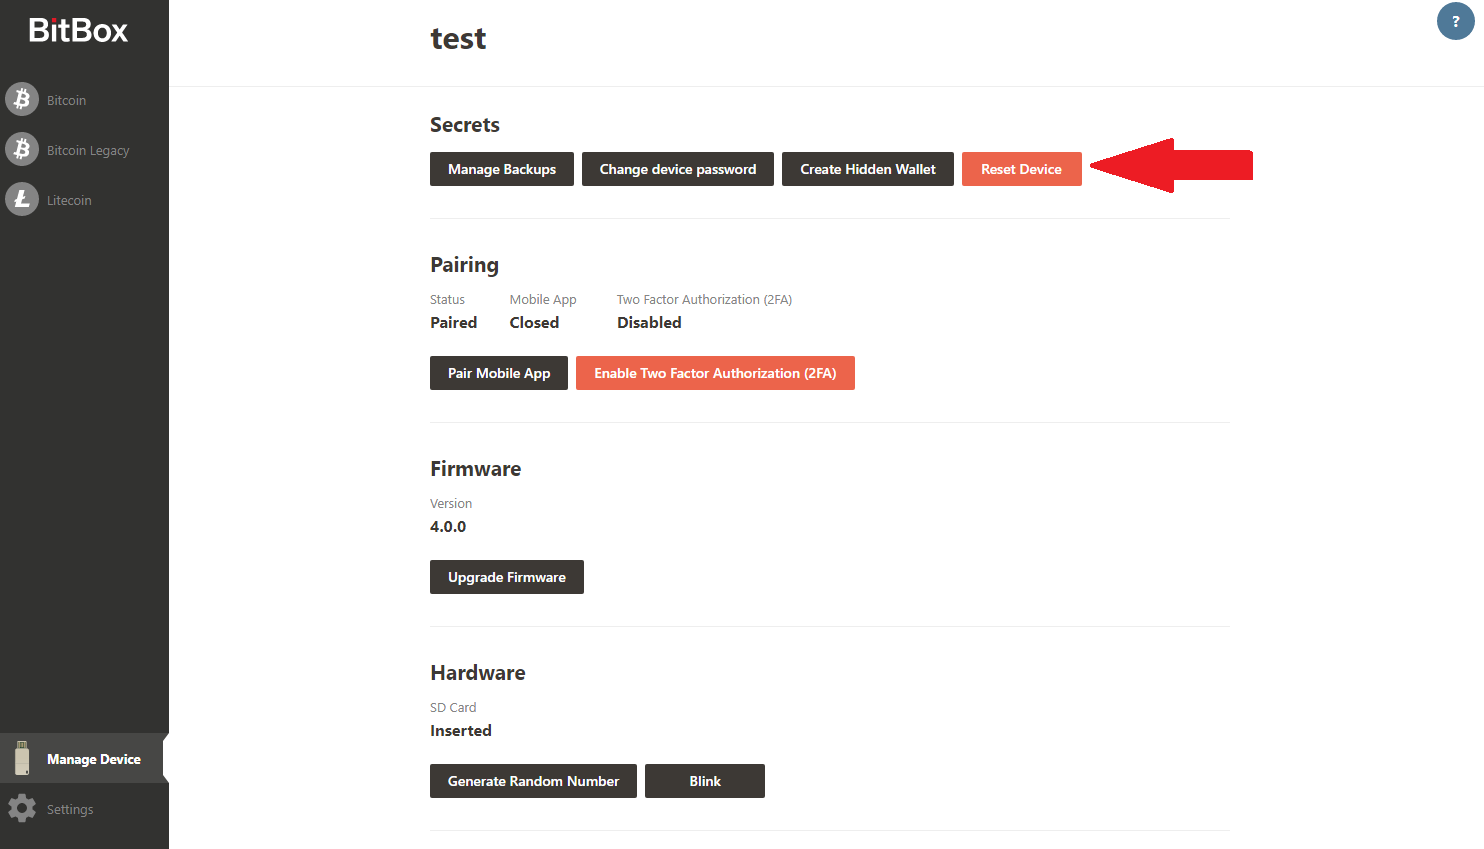 BitBox
Bitcoin
Bitcoin Legacy
Litecoin
Manage Device
Settings
test
?
Secrets
Manage Backups Change device password Create Hidden Wallet Reset Device
Pairing
Status Mobile App Two Factor Authorization (2FA)
Paired Closed Disabled
Pair Mobile App Enable Two Factor Authorization (2FA)
Firmware
Version
4.0.0
Upgrade Firmware
Hardware
SD Card
Inserted
Generate Random Number Blink